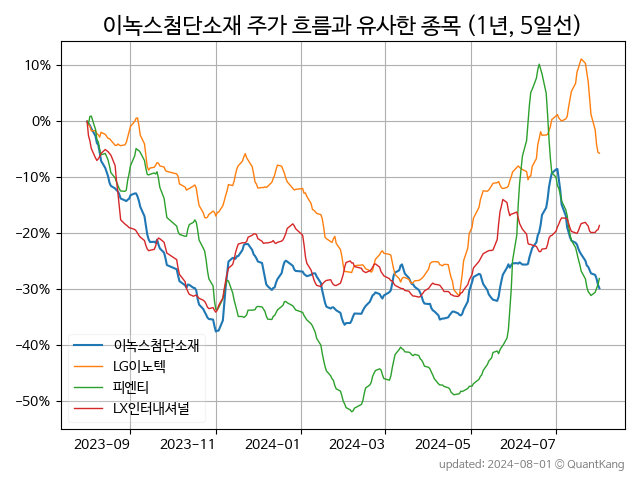 이녹스첨단소재 주가 흐름과 유사한 종목 (1년, 5일선)
10%
0%
−10%
−20%
−30%
−40%
−50%
이녹스첨단소재
LG이노텍
피엔티
LX인터내셔널
2023-09
2023-11
2024-01
2024-03
2024-05
2024-07
updated: 2024-08-01 © QuantKang